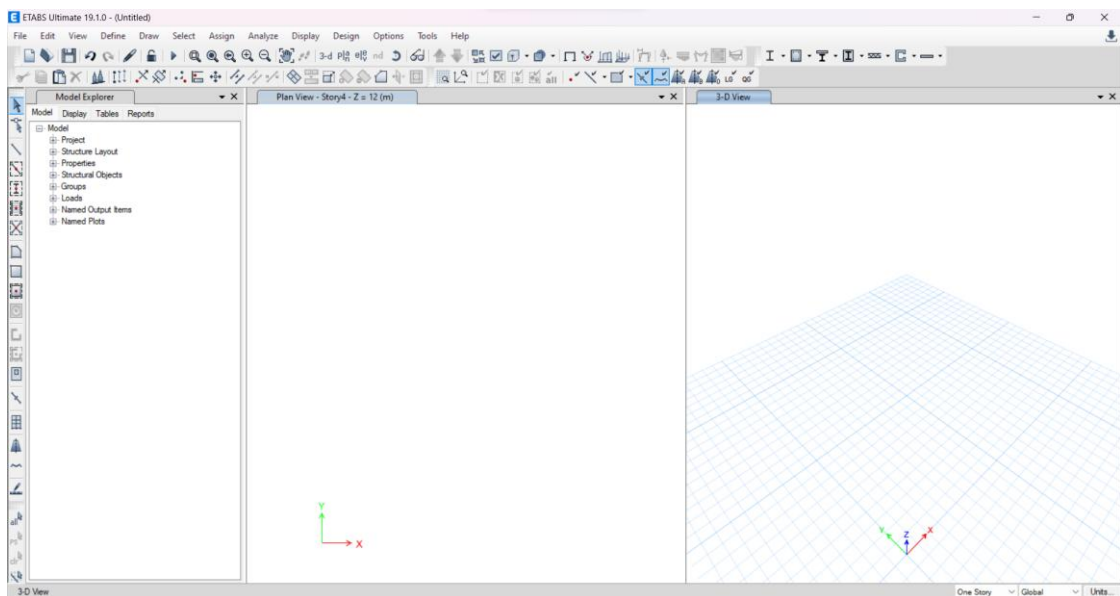 ETABS Ultimate 19.1.0 - (Untitled)
File Edit View Define Draw Select Assign Analyze Display Design Options Tools Help
3-d
Model Explorer
Plan View - Story4 - Z = 12 (m)
3-D View
Model Display Tables Reports
Model
Project
Structure Layout
Properties
Structural Objects
Groups
Loads
Named Output Items
Named Plots
Y
X
Y
Z
X
all
3-D View
One Story
Global
Units...